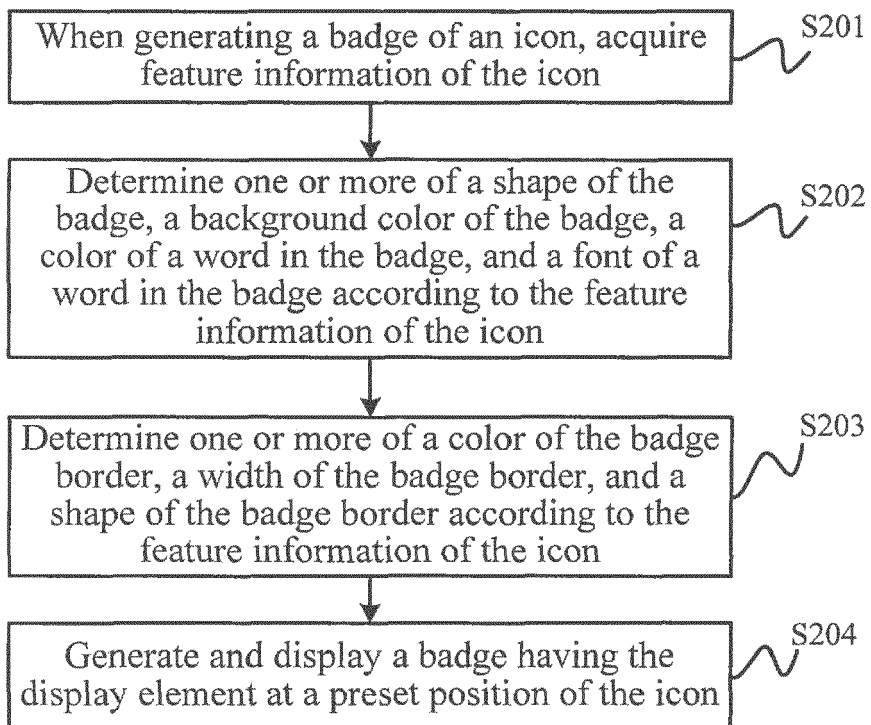 When generating a badge of an icon, acquire
feature information of the icon
S201
Determine one or more of a shape of the
badge, a background color of the badge, a
color of a word in the badge, and a font of a
word in the badge according to the feature
information of the icon
S202
Determine one or more of a color of the badge
border, a width of the badge border, and a
shape of the badge border according to the
feature information of the icon
S203
Generate and display a badge having the
display element at a preset position of the icon
S204